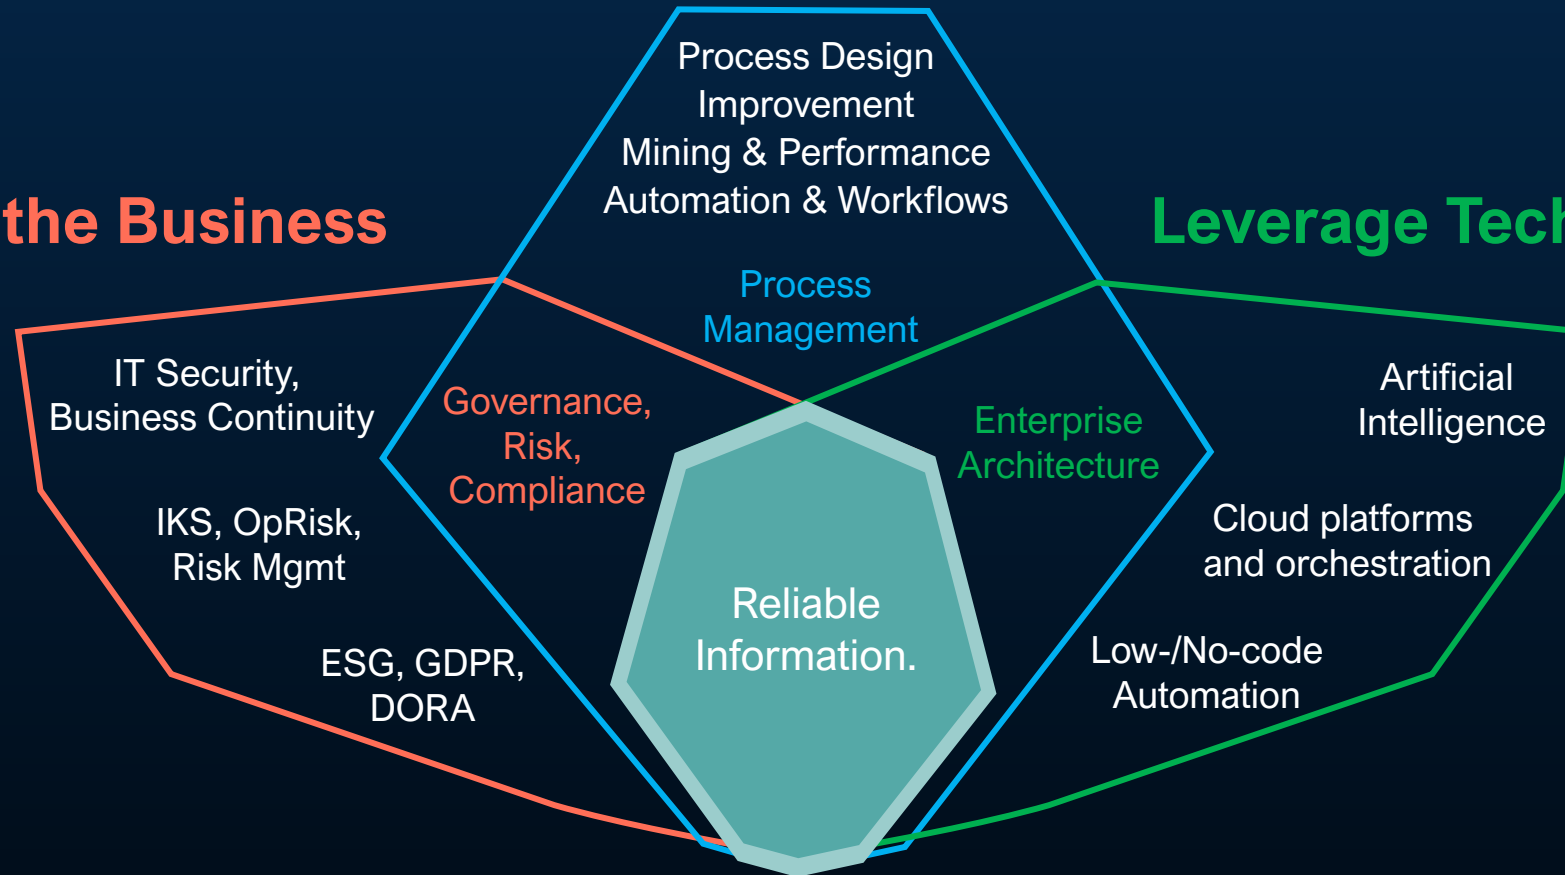 Process Design
Improvement
Mining & Performance
Automation & Workflows
the Business
Leverage Tech
Process
Management
IT Security,
Business Continuity
Governance,
Risk,
Compliance
Enterprise
Architecture
Artificial
Intelligence
IKS, OpRisk,
Risk Mgmt
Cloud platforms
and orchestration
Reliable
Information.
ESG, GDPR,
DORA
Low-/No-code
Automation